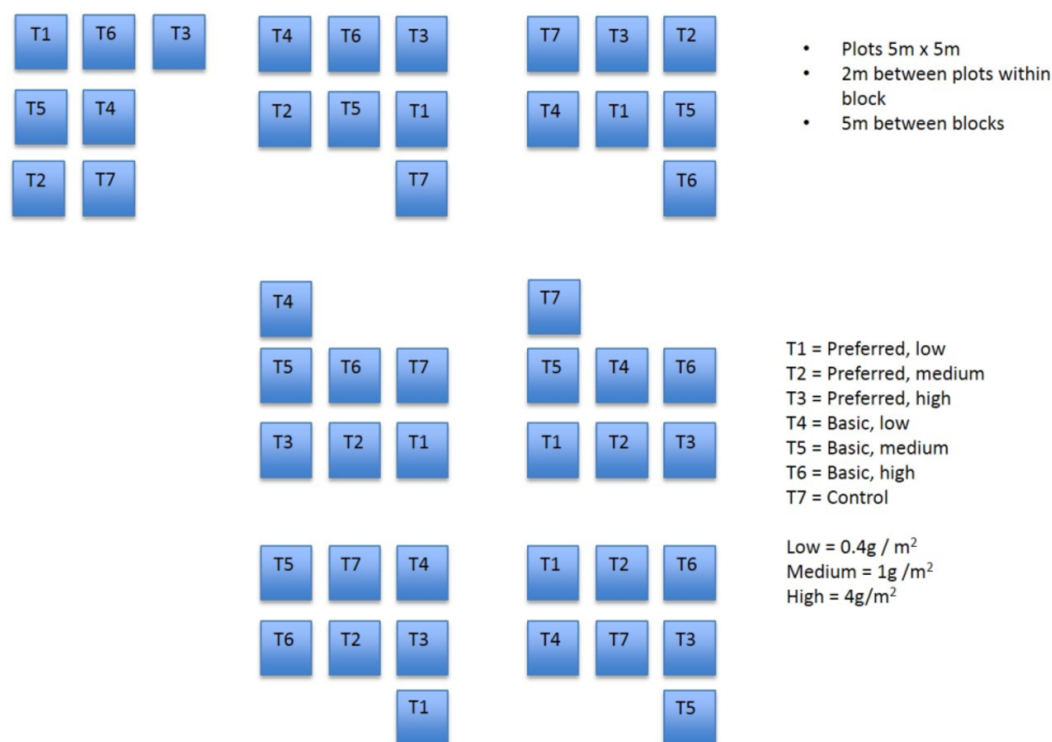 T1 T6 T3 T4 T6 T3 T7 T3 T2
T5 T4 T2 T5 T1 T4 T1 T5
T2 T7 T7 T6
• Plots 5m x 5m
• 2m between plots within
block
• 5m between blocks
T4 T7
T5 T6 T7 T5 T4 T6
T3 T2 T1 T1 T2 T3
T1 = Preferred, low
T2 = Preferred, medium
T3 = Preferred, high
T4 = Basic, low
T5 = Basic, medium
T6 = Basic, high
T7 = Control
Low = 0.4g / m²
Medium = 1g /m²
High = 4g/m²
T5 T7 T4 T1 T2 T6
T6 T2 T3 T4 T7 T3
T1 T5